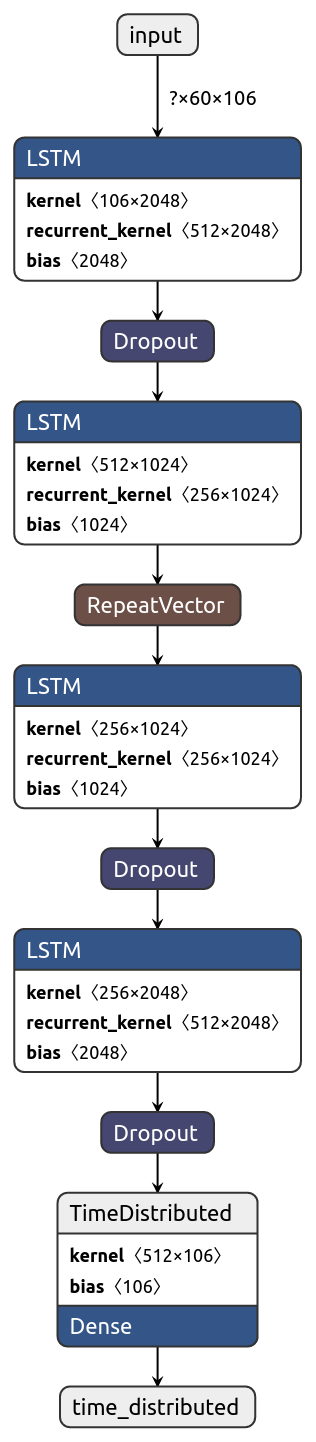 input
?×60×106
LSTM
kernel〈106×2048〉
recurrent_kernel〈512×2048〉
bias〈2048〉
Dropout
LSTM
kernel〈512×1024〉
recurrent_kernel〈256×1024〉
bias〈1024〉
RepeatVector
LSTM
kernel〈256×1024〉
recurrent_kernel〈256×1024〉
bias〈1024〉
Dropout
LSTM
kernel〈256×2048〉
recurrent_kernel〈512×2048〉
bias〈2048〉
Dropout
TimeDistributed
kernel〈512×106〉
bias〈106〉
Dense
time_distributed